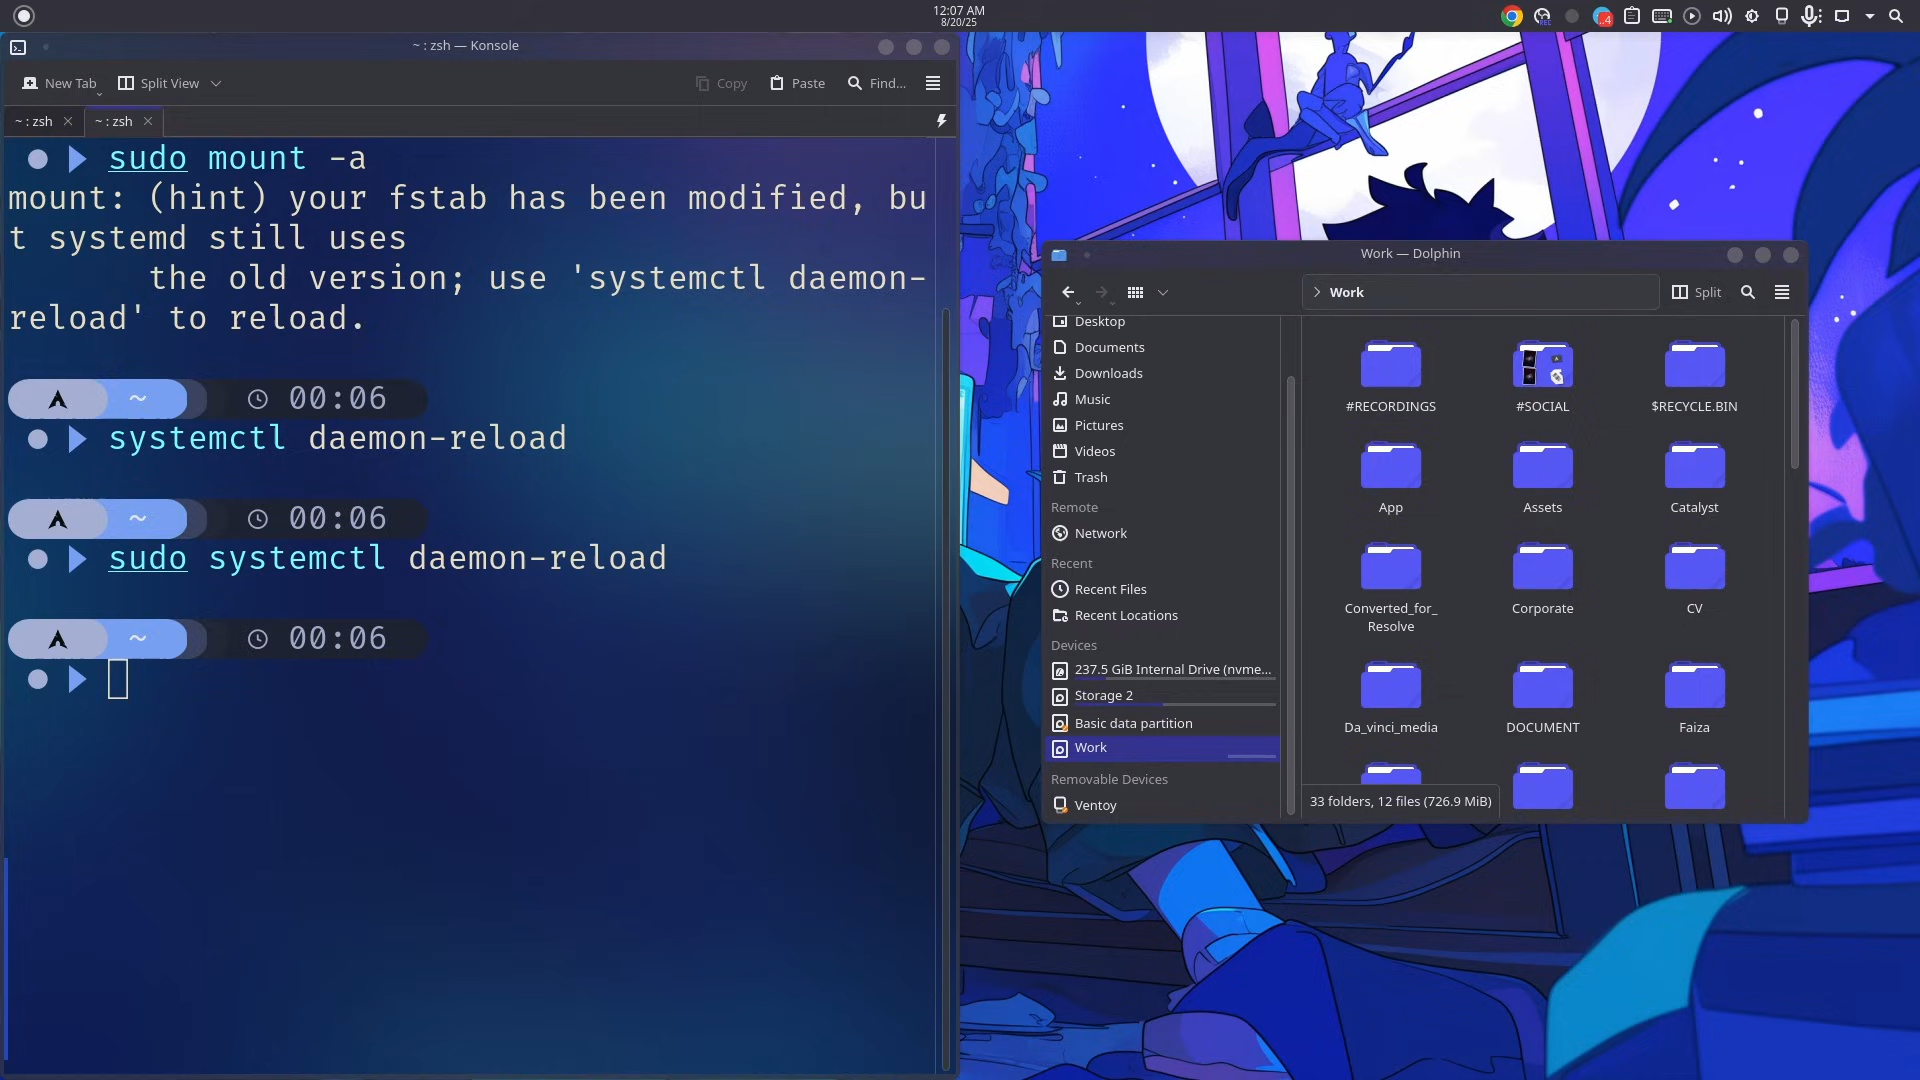 12:07 AM
8/20/25
REC
4
~ : zsh — Konsole
New Tab
Split View
Copy
Paste
Find...
~ : zsh
~ : zsh
sudo mount -a
mount: (hint) your fstab has been modified, bu
t systemd still uses
the old version; use 'systemctl daemon-
reload' to reload.
~ 00:06
systemctl daemon-reload
~ 00:06
sudo systemctl daemon-reload
~ 00:06
Work — Dolphin
Work
Split
Desktop
Documents
Downloads
Music
Pictures
Videos
Trash
Remote
Network
Recent
Recent Files
Recent Locations
Devices
237.5 GiB Internal Drive (nvme...
Storage 2
Basic data partition
Work
Removable Devices
Ventoy
#RECORDINGS
#SOCIAL
$RECYCLE.BIN
App
Assets
Catalyst
Converted_for_
Resolve
Corporate
CV
Da_vinci_media
DOCUMENT
Faiza
33 folders, 12 files (726.9 MiB)